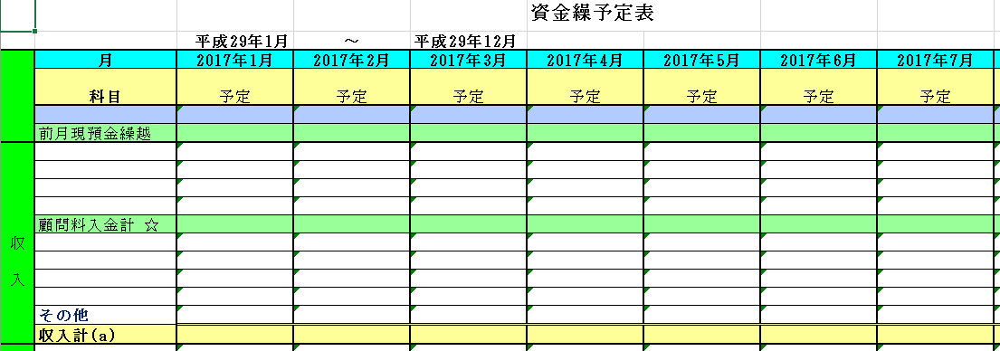 資金繰予定表
平成29年1月 ～ 平成29年12月
月 2017年1月 2017年2月 2017年3月 2017年4月 2017年5月 2017年6月 2017年7月
科目 予定 予定 予定 予定 予定 予定 予定
前月現預金繰越
顧問料入金計 ☆
収入
その他
収入計(a)